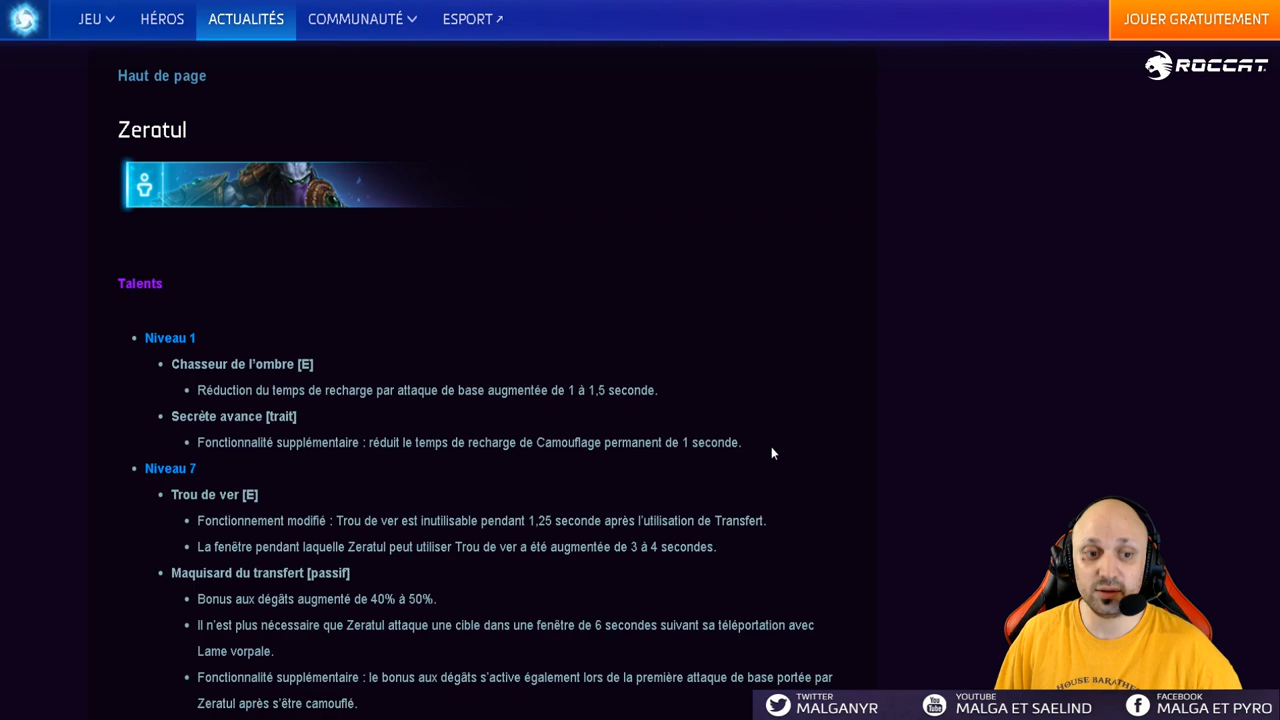 JEU
HÉROS
ACTUALITÉS
COMMUNAUTÉ
ESPORT
JOUER GRATUITEMENT
ROCCAT
Haut de page
Zeratul
Talents
Niveau 1
Chasseur de l'ombre [E]
Réduction du temps de recharge par attaque de base augmentée de 1 à 1,5 seconde.
Secrète avance [trait]
Fonctionnalité supplémentaire : réduit le temps de recharge de Camouflage permanent de 1 seconde.
Niveau 7
Trou de ver [E]
Fonctionnement modifié : Trou de ver est inutilisable pendant 1,25 seconde après l'utilisation de Transfert.
La fenêtre pendant laquelle Zeratul peut utiliser Trou de ver a été augmentée de 3 à 4 secondes.
Maquisard du transfert [passif]
Bonus aux dégâts augmenté de 40% à 50%.
Il n'est plus nécessaire que Zeratul attaque une cible dans une fenêtre de 6 secondes suivant sa téléportation avec
Lame vorpale.
Fonctionnalité supplémentaire : le bonus aux dégâts s'active également lors de la première attaque de base portée par
Zeratul après s'être camouflé.
HOUSE BARATHE
TWITTER
MALGANYR
YOUTUBE
MALGA ET SAELIND
FACEBOOK
MALGA ET PYRO